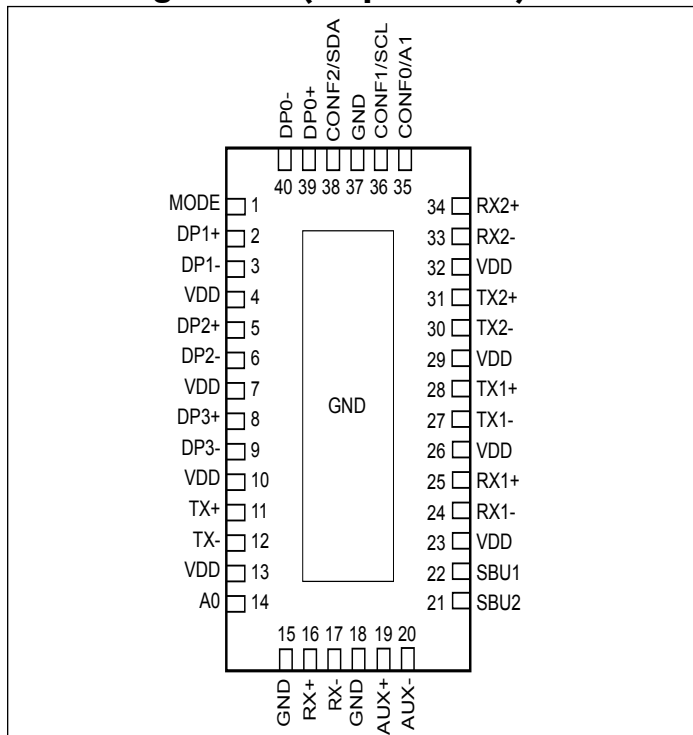 DP0-
DP0+
CONF2/SDA
GND
CONF1/SCL
CONF0/A1
40 39 38 37 36 35
MODE 1
DP1+ 2
DP1- 3
VDD 4
DP2+ 5
DP2- 6
VDD 7
DP3+ 8
DP3- 9
VDD 10
TX+ 11
TX- 12
VDD 13
A0 14
GND
34 RX2+
33 RX2-
32 VDD
31 TX2+
30 TX2-
29 VDD
28 TX1+
27 TX1-
26 VDD
25 RX1+
24 RX1-
23 VDD
22 SBU1
21 SBU2
15 16 17 18 19 20
GND
RX+
RX-
GND
AUX+
AUX-